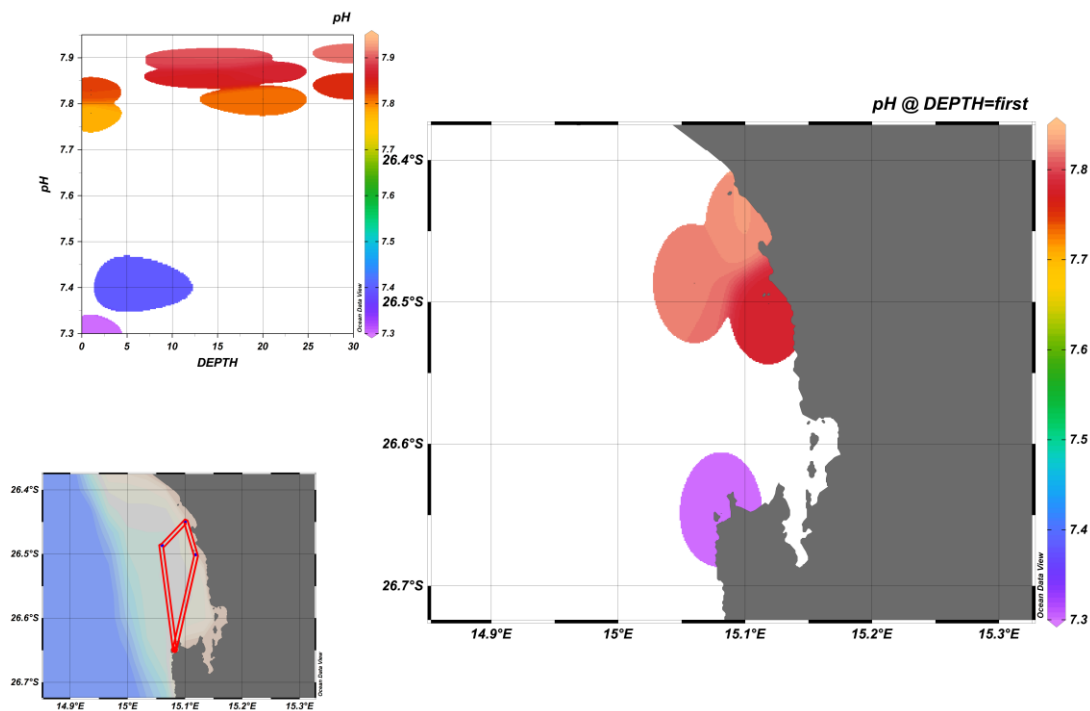 pH
7.9
7.8
7.7
7.6
7.5
7.4
7.3
pH
0
5
10
15
20
25
30
DEPTH
7.9
7.8
7.7
7.6
7.5
7.4
7.3
Ocean Data View
pH @ DEPTH=first
26.4°S
26.5°S
26.6°S
26.7°S
14.9°E
15°E
15.1°E
15.2°E
15.3°E
7.8
7.7
7.6
7.5
7.4
7.3
Ocean Data View
26.4°S
26.5°S
26.6°S
26.7°S
14.9°E
15°E
15.1°E
15.2°E
15.3°E
Ocean Data View
26.4°S
26.5°S